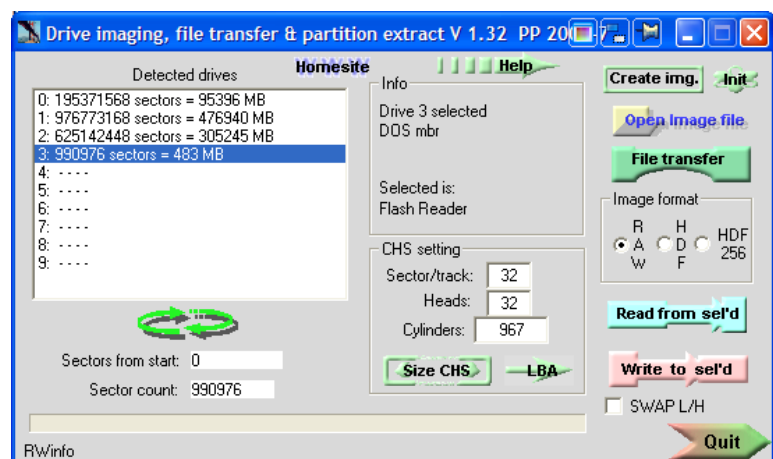 Drive imaging, file transfer & partition extract V 1.32 PP 20
Detected drives
Homesite
Help
0: 195371568 sectors = 95396 MB
1: 976773168 sectors = 476940 MB
2: 625142448 sectors = 305245 MB
3: 990976 sectors = 483 MB
4: - - - -
5: - - - -
6: - - - -
7: - - - -
8: - - - -
9: - - - -
Sectors from start: 0
Sector count: 990976
RWinfo
Info
Drive 3 selected
DOS mbr
Selected is:
Flash Reader
CHS setting
Sector/track: 32
Heads: 32
Cylinders: 967
Size CHS
LBA
Create img.
Init
Open Image file
File transfer
Image format
RAW
HDF
HDF 256
Read from sel'd
Write to sel'd
SWAP L/H
Quit